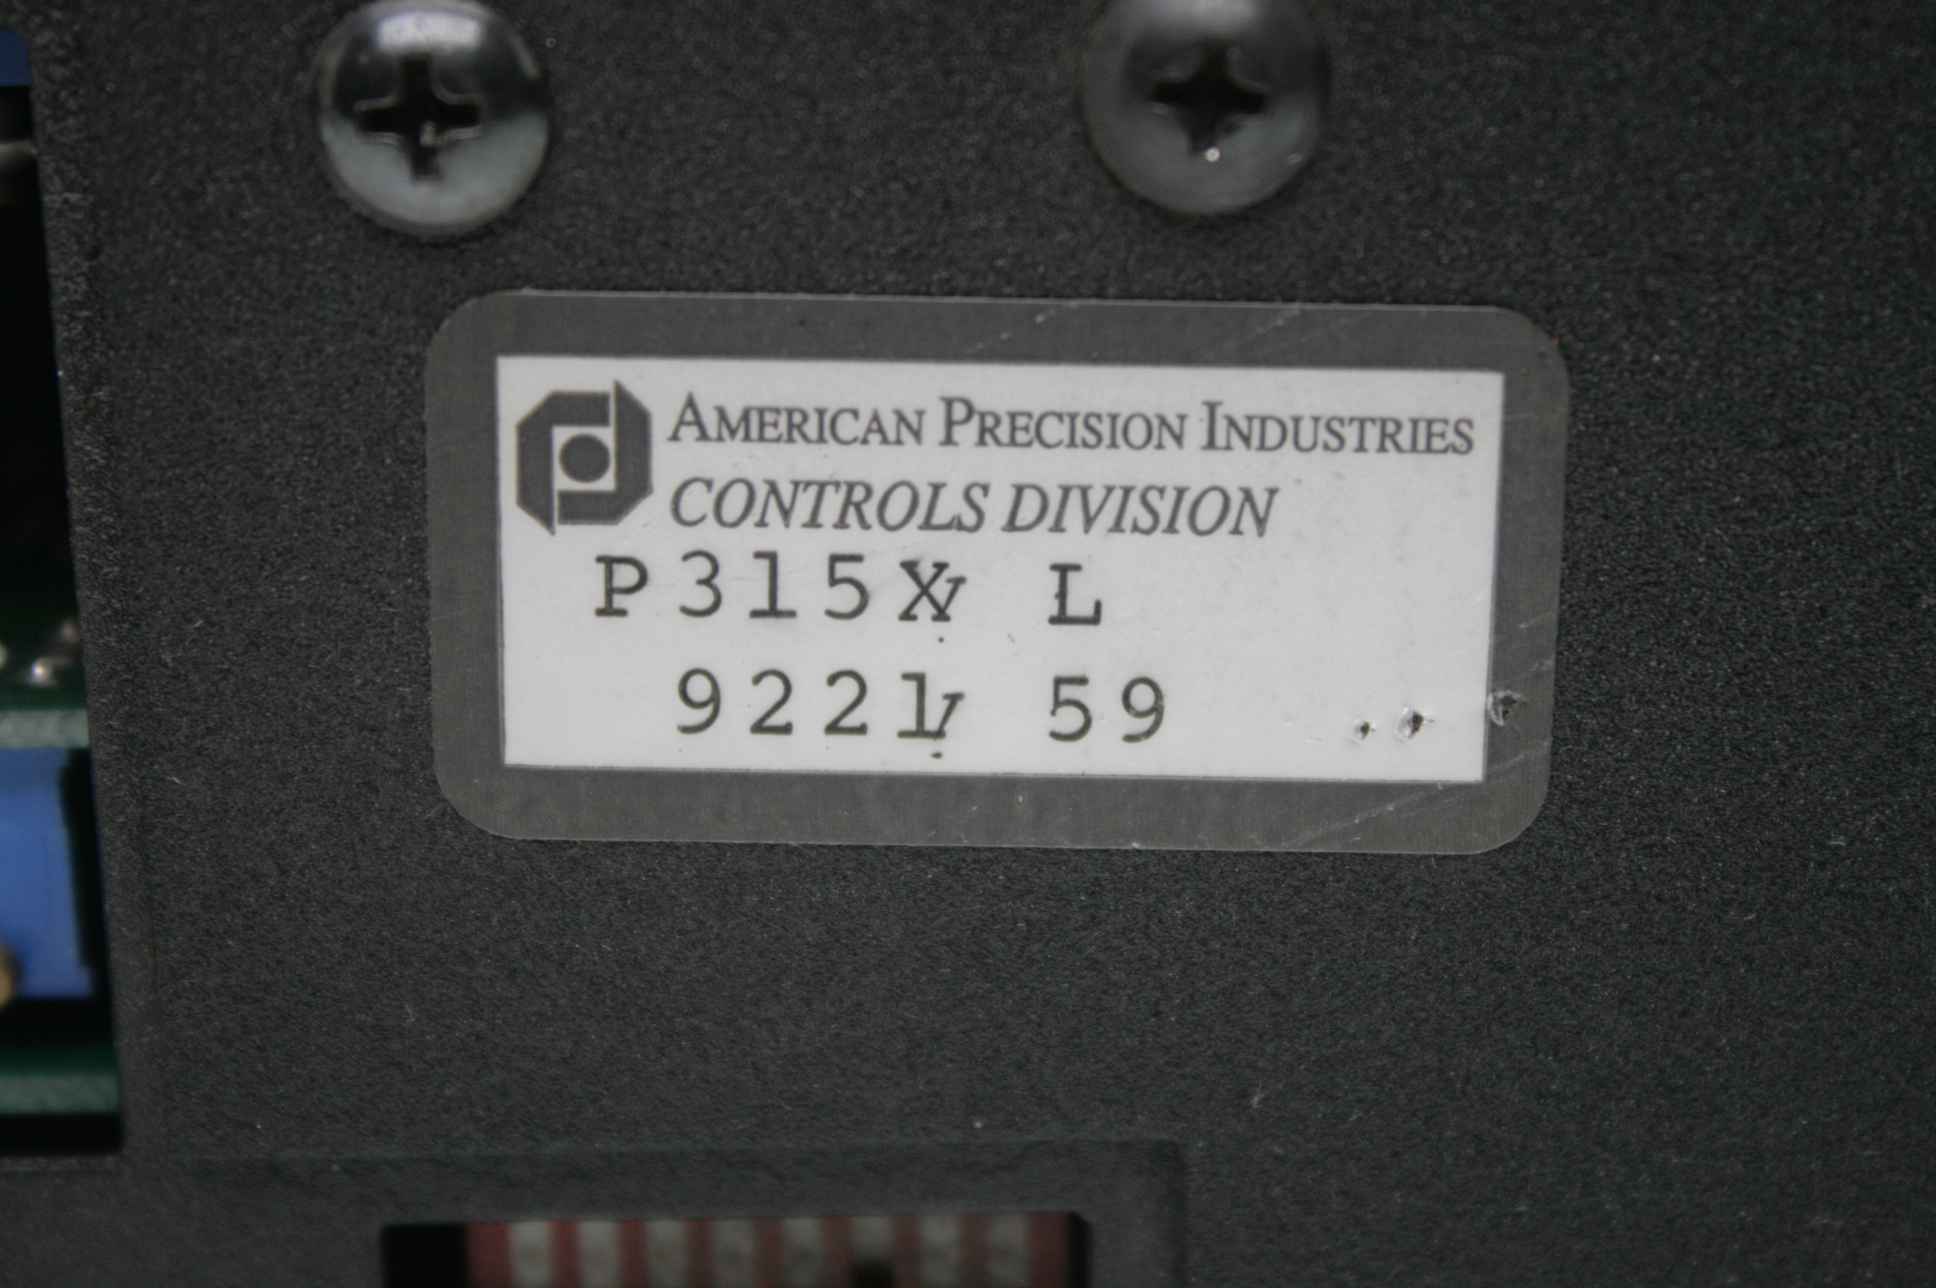 AMERICAN PRECISION INDUSTRIES
CONTROLS DIVISION
P315X L
9221 59